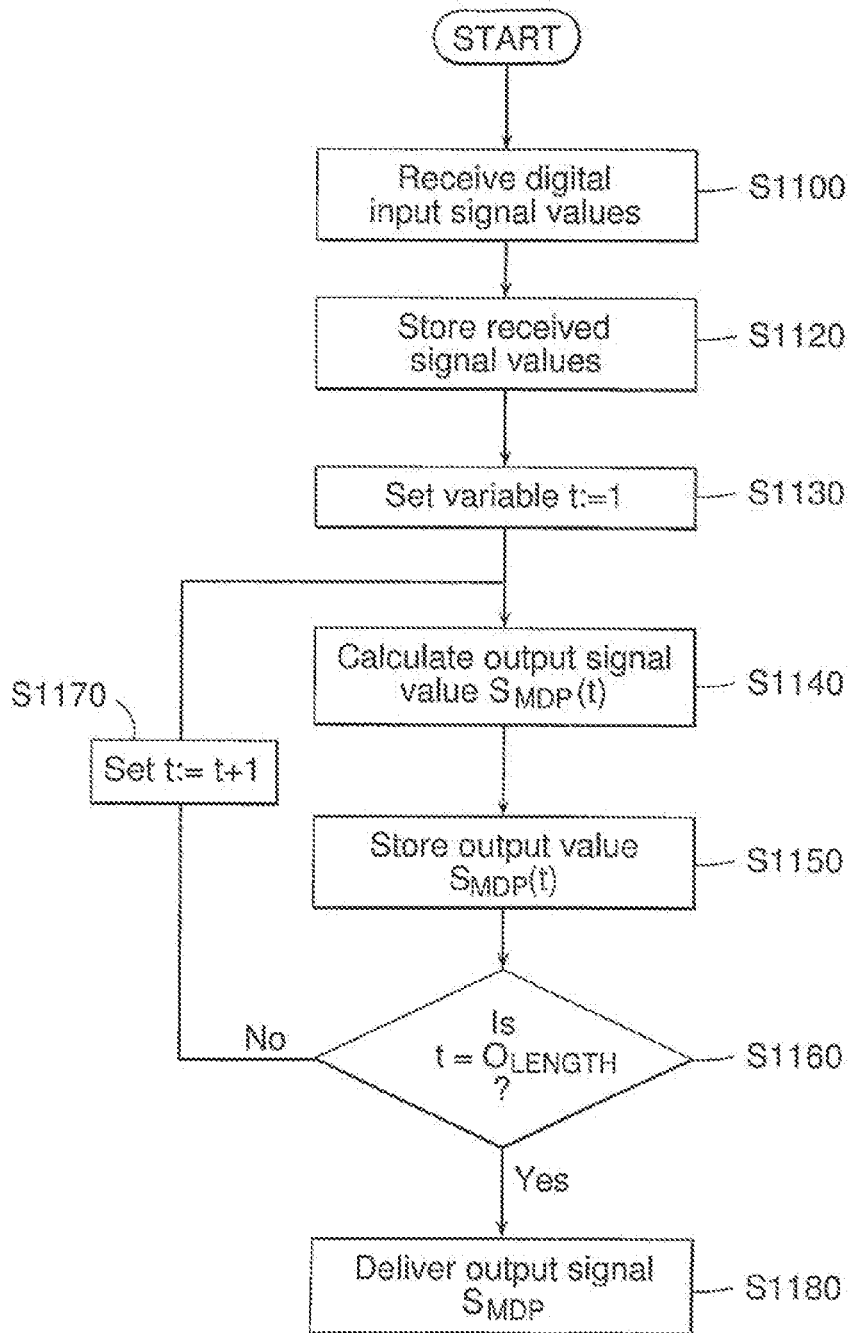 START
Receive digital
input signal values
S1100
Store received
signal values
S1120
Set variable t:=1
S1130
Calculate output signal
value SMDP(t)
S1140
S1170
Set t:= t+1
Store output value
SMDP(t)
S1150
Is
t = OLENGTH
?
S1160
No
Yes
Deliver output signal
SMDP
S1180